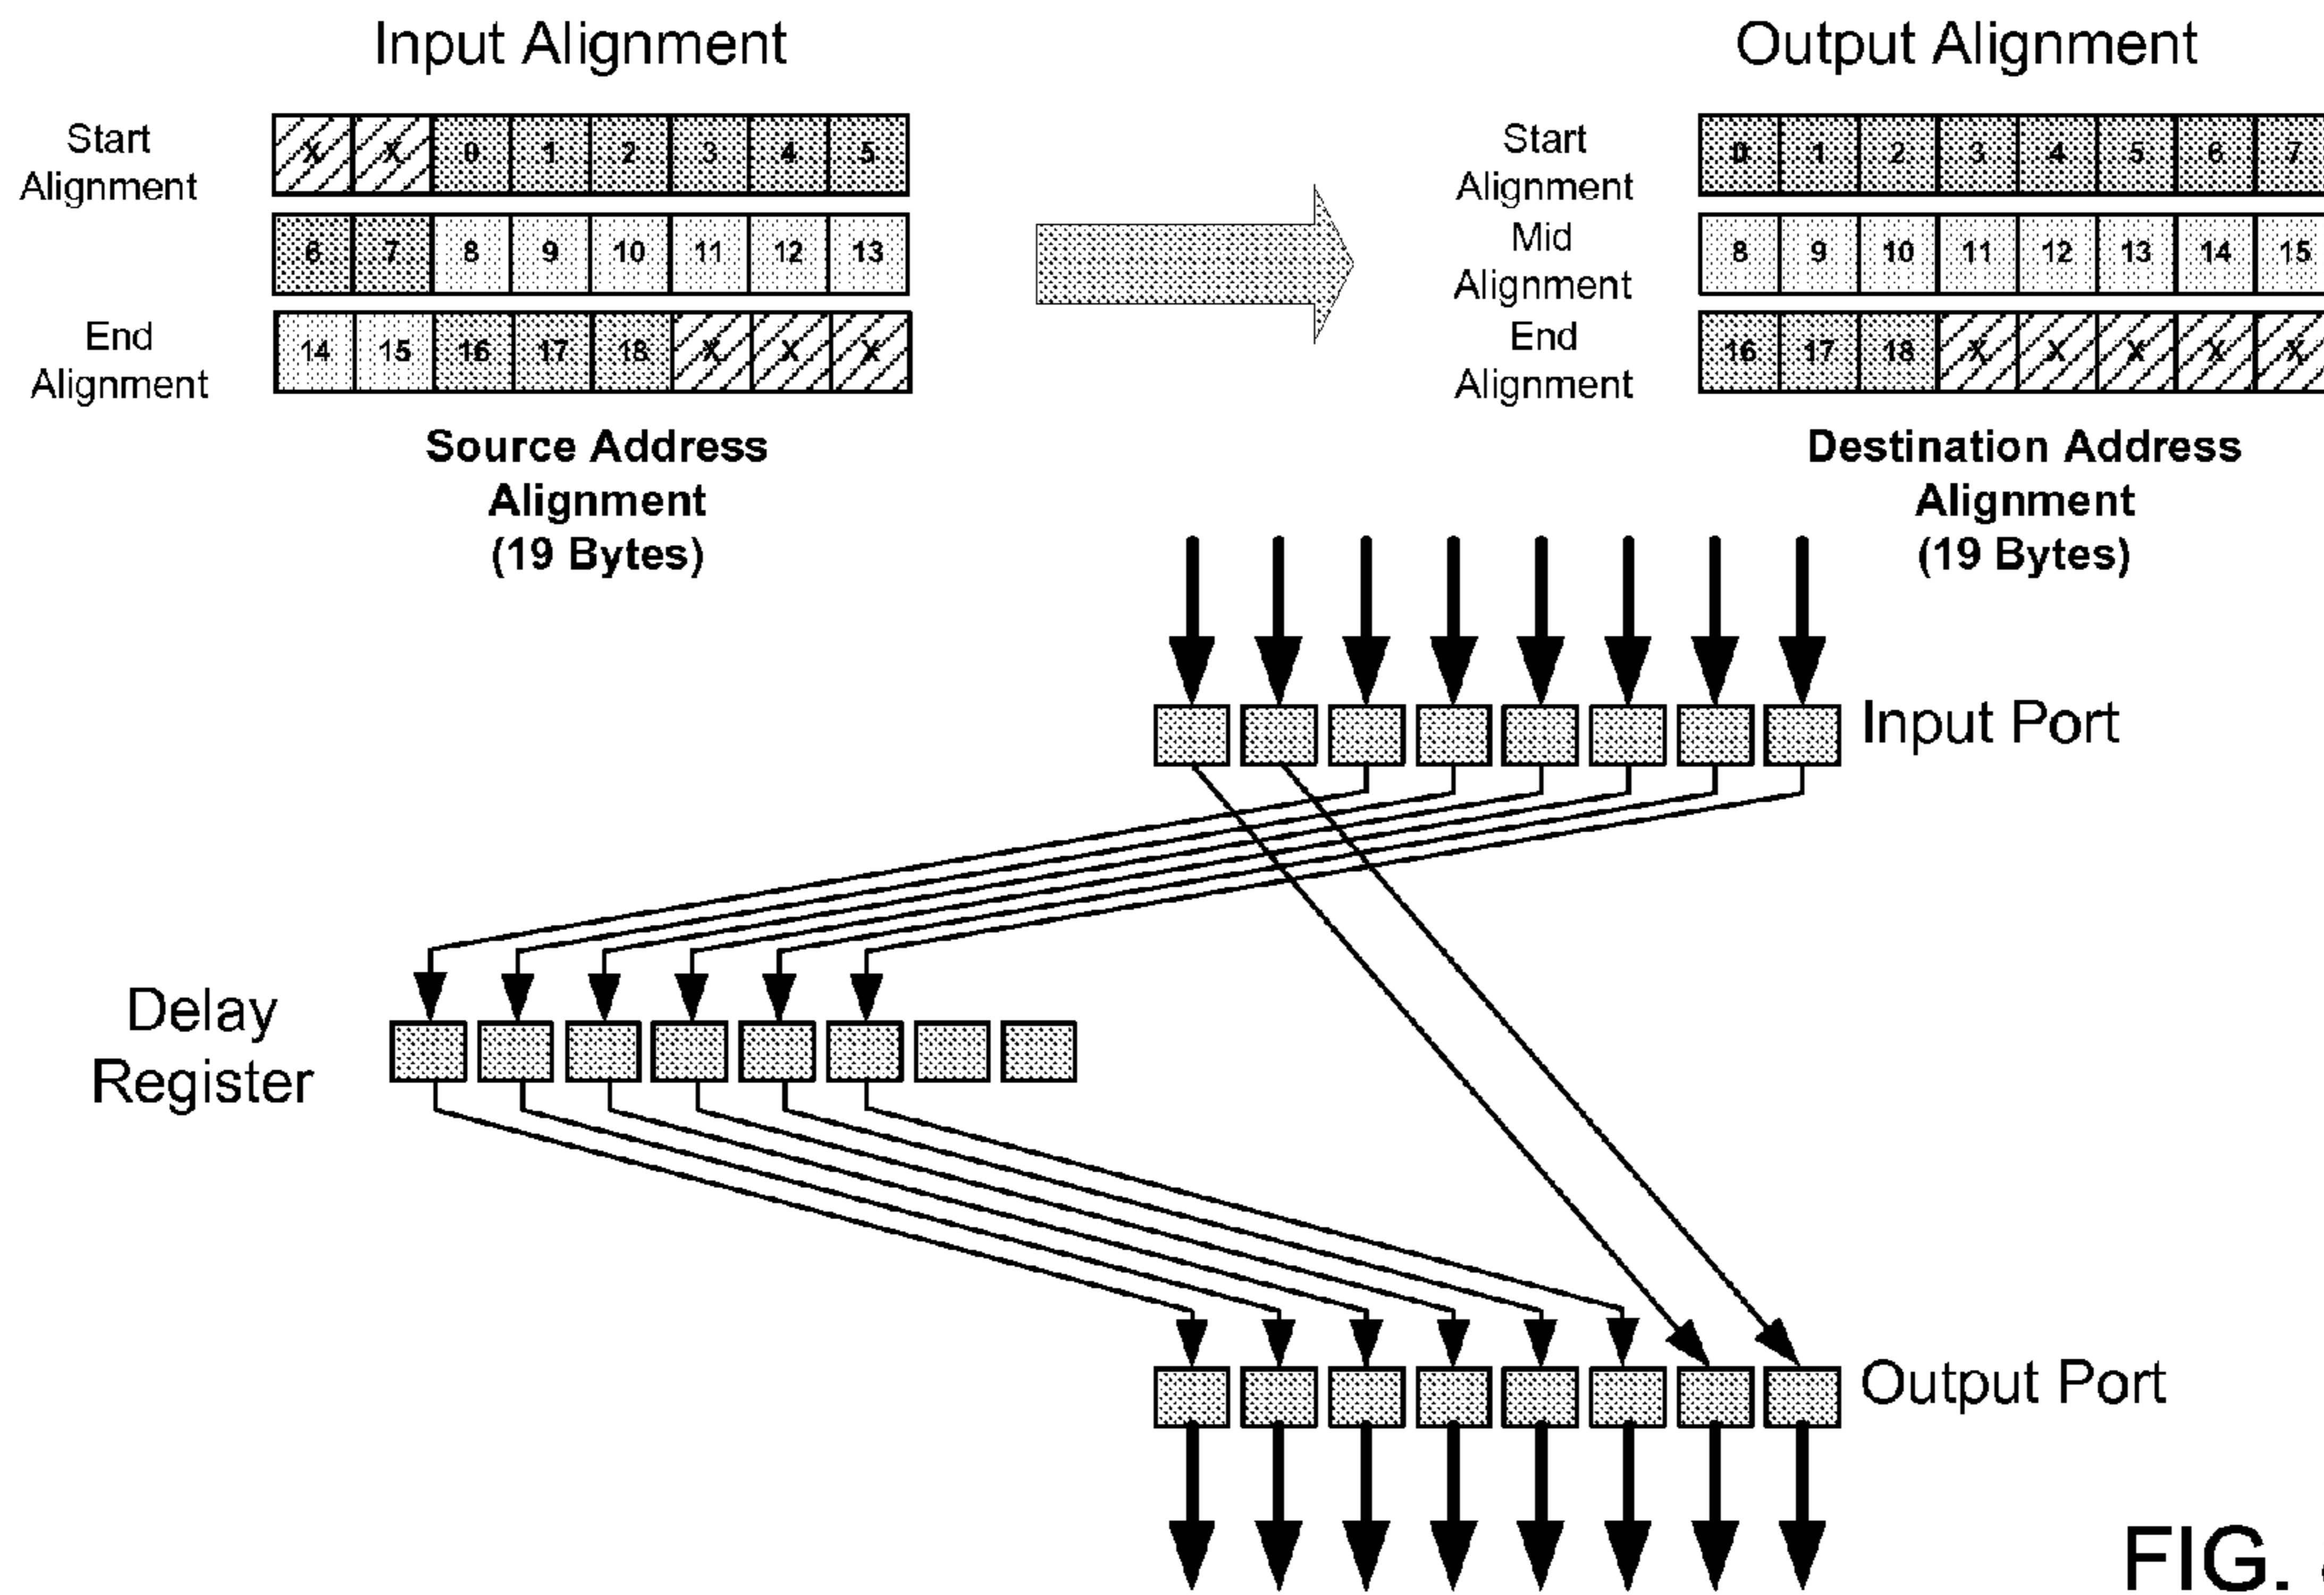 Input Alignment
Output Alignment
Start
Alignment
X X 0 1 2 3 4 5
6 7 8 9 10 11 12 13
End
Alignment
14 15 16 17 18 X X X
Source Address
Alignment
(19 Bytes)
Start
Alignment
0 1 2 3 4 5 6 7
Mid
Alignment
8 9 10 11 12 13 14 15
End
Alignment
16 17 18 X X X X X
Destination Address
Alignment
(19 Bytes)
Input Port
Delay
Register
Output Port
FIG.